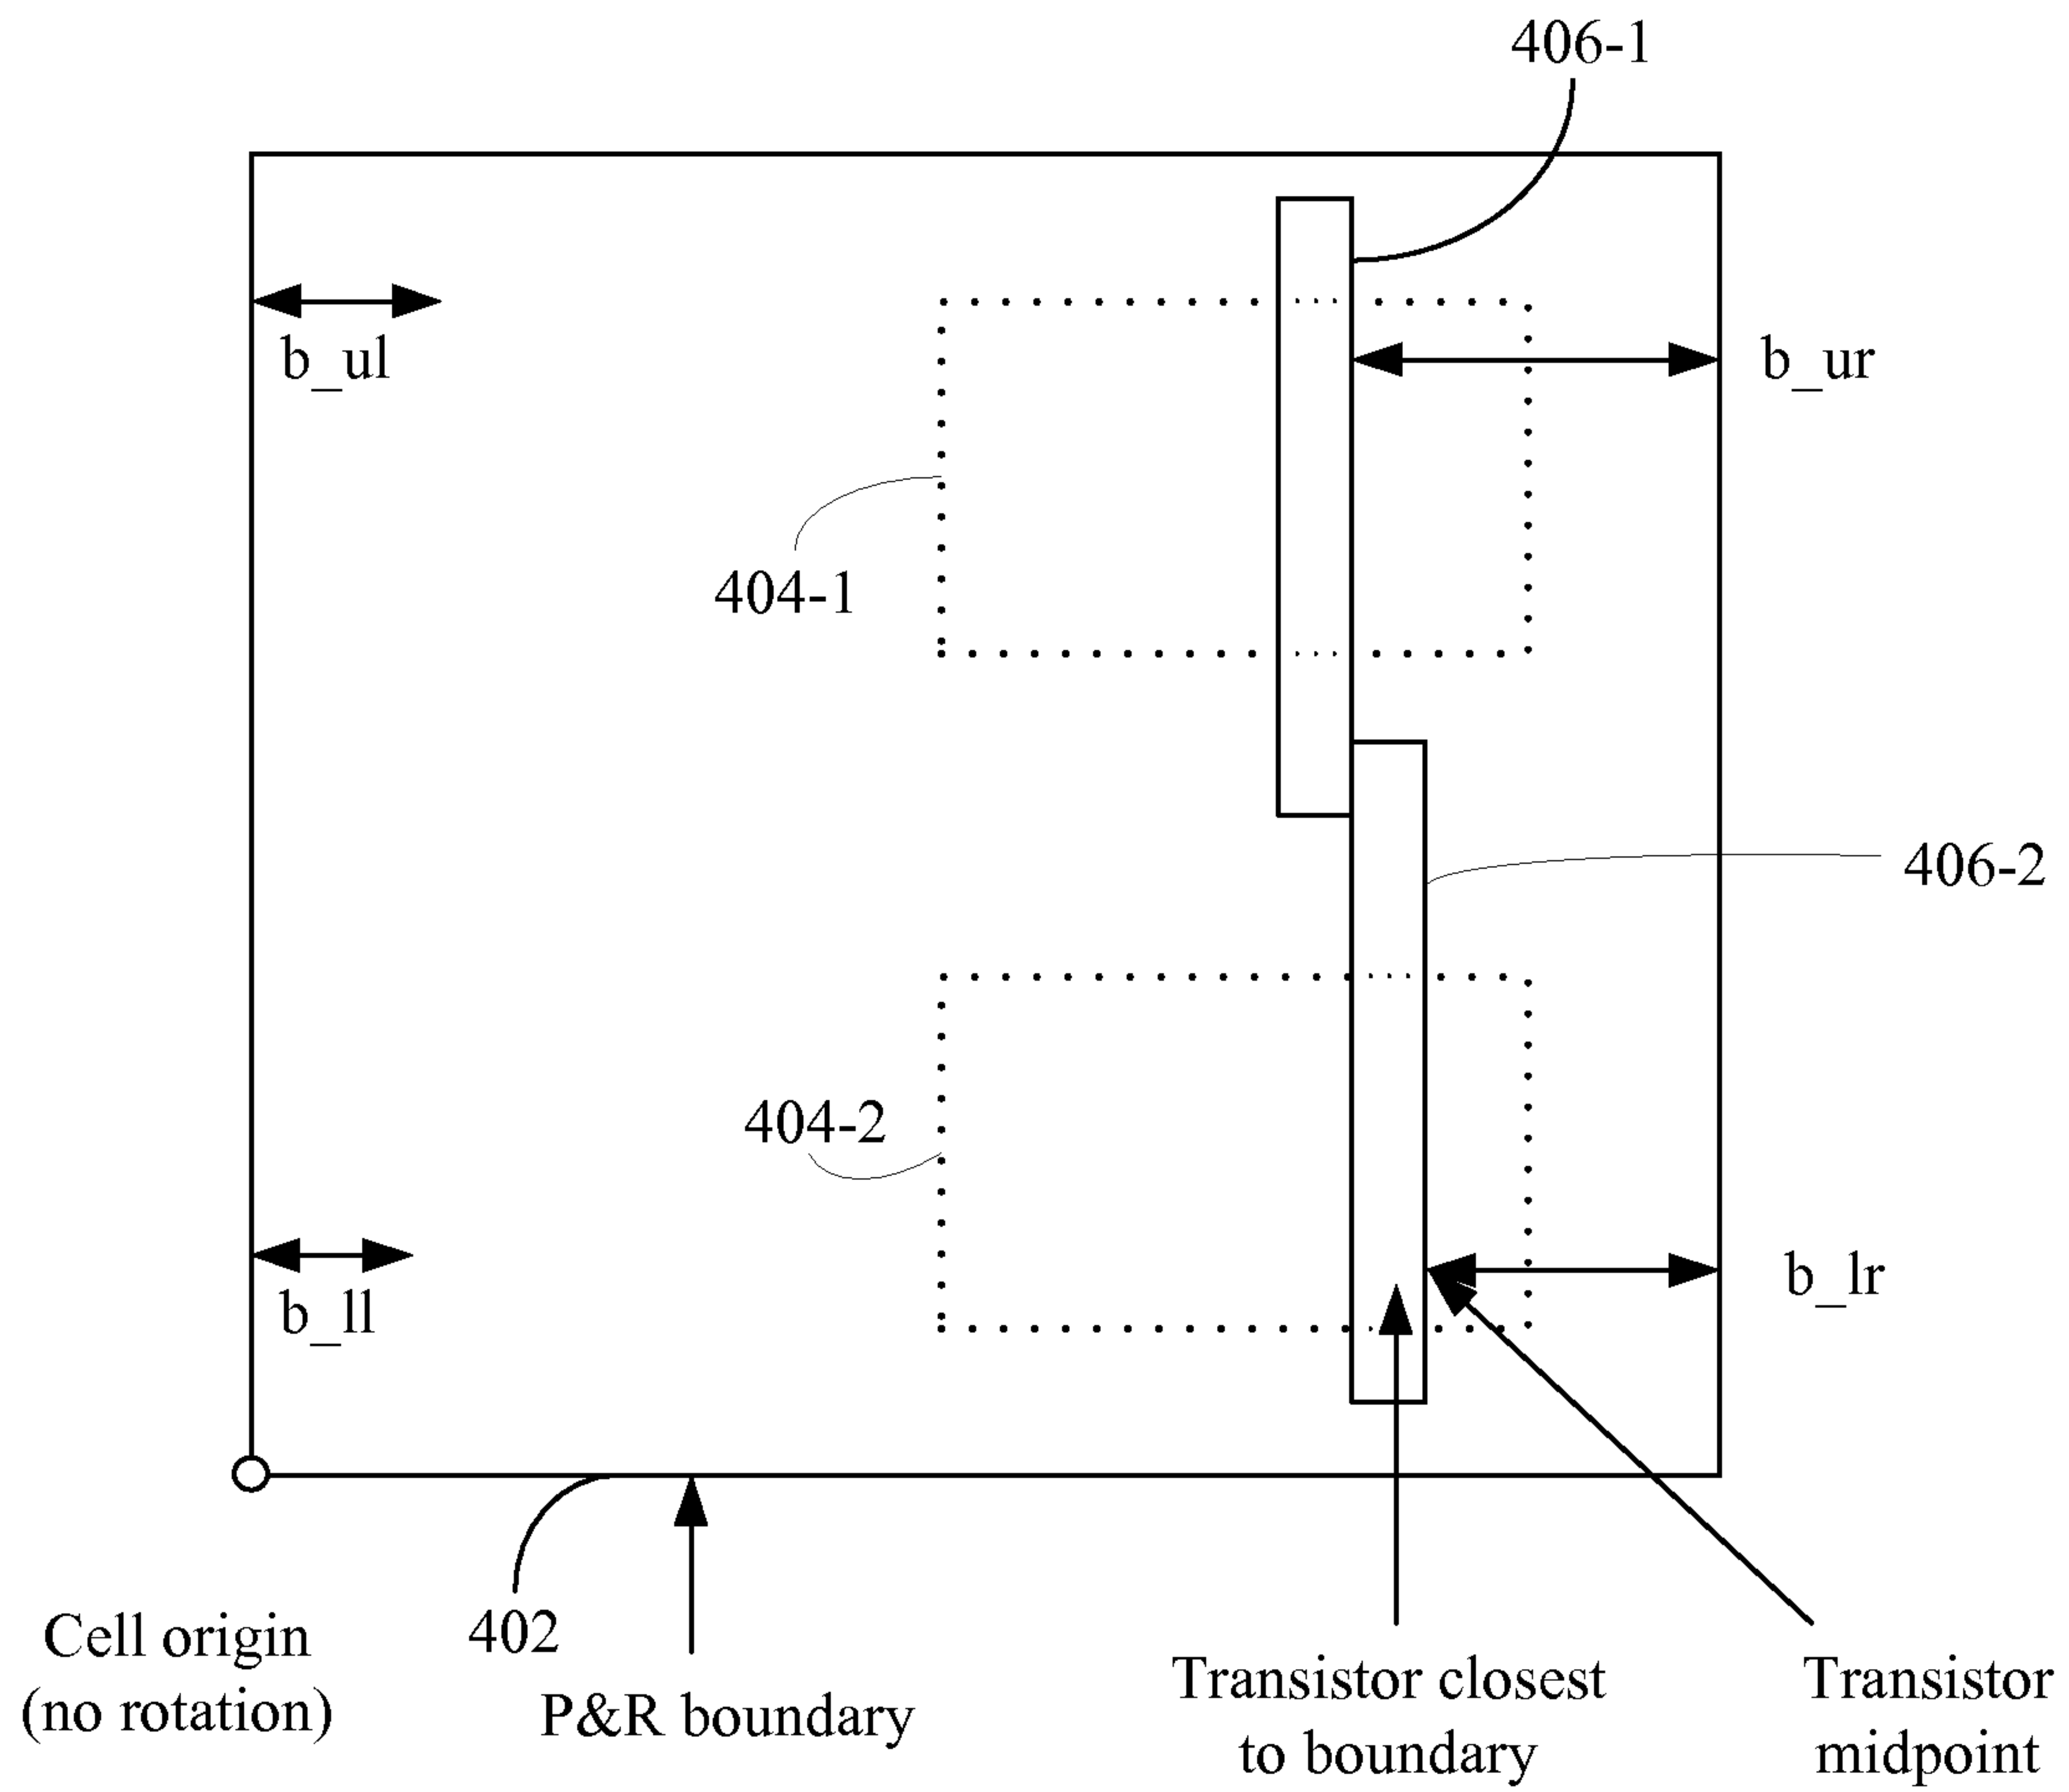 406-1
b_ul
b_ur
404-1
406-2
404-2
b_ll
b_lr
Cell origin
(no rotation)
402
P&R boundary
Transistor closest
to boundary
Transistor
midpoint